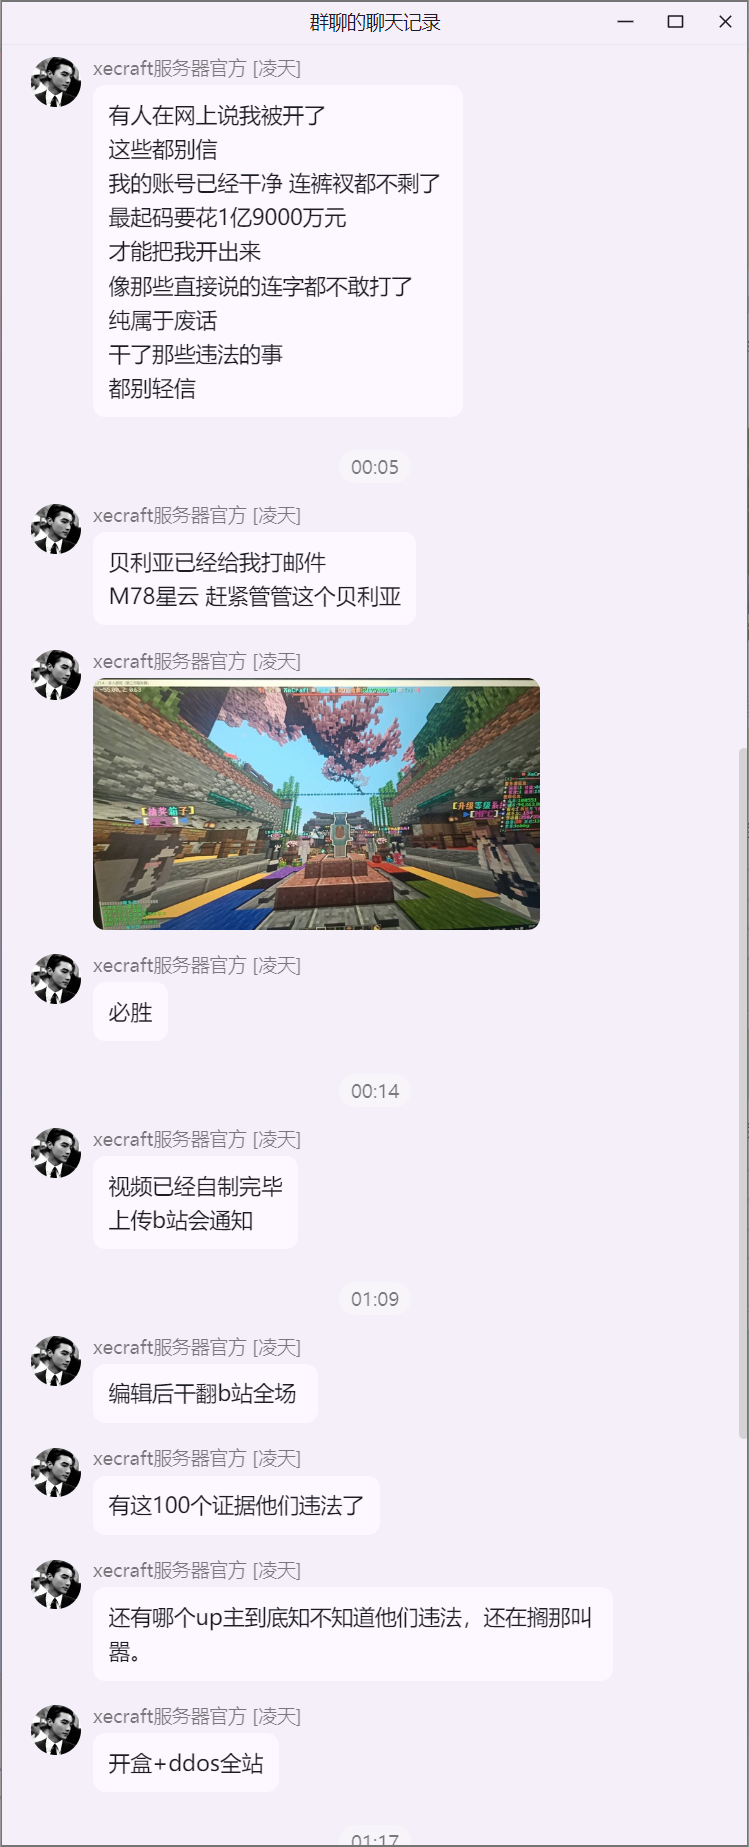 群聊的聊天记录
xecraft服务器官方 [凌天]
有人在网上说我被开了
这些都别信
我的账号已经干净 连裤衩都不剩了
最起码要花1亿9000万元
才能把我开出来
像那些直接说的连字都不敢打了
纯属于废话
干了那些违法的事
都别轻信
00:05
xecraft服务器官方 [凌天]
贝利亚已经给我打邮件
M78星云 赶紧管管这个贝利亚
xecraft服务器官方 [凌天]
[抽奖箱子]
[升级等级系
[NPC]
xecraft服务器官方 [凌天]
必胜
00:14
xecraft服务器官方 [凌天]
视频已经自制完毕
上传b站会通知
01:09
xecraft服务器官方 [凌天]
编辑后干翻b站全场
xecraft服务器官方 [凌天]
有这100个证据他们违法了
xecraft服务器官方 [凌天]
还有哪个up主到底知不知道他们违法，还在搁那叫
嚣。
xecraft服务器官方 [凌天]
开盒+ddos全站
01:17